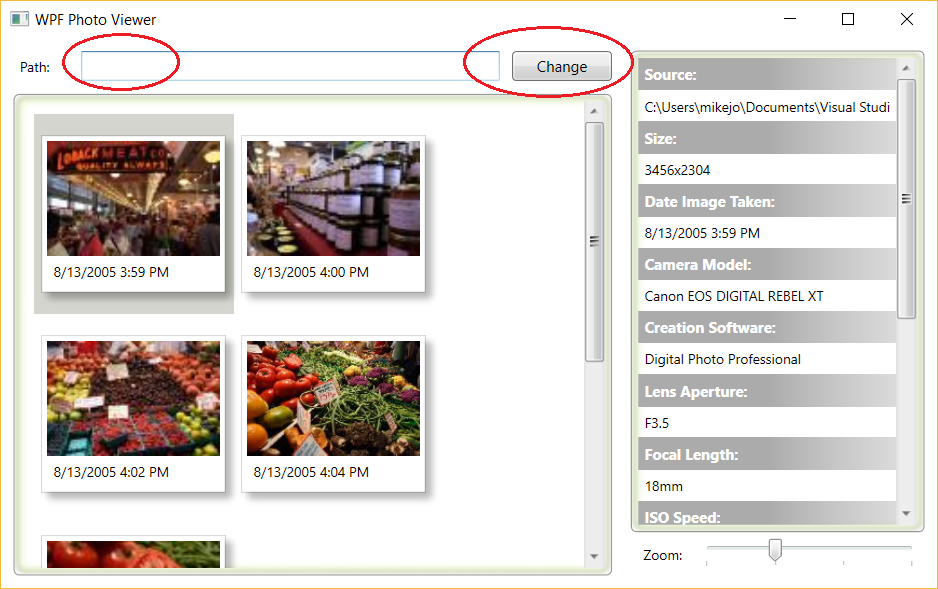 WPF Photo Viewer
Path:
Change
LOBACK MEAT CO
QUALITY ALWAYS
8/13/2005 3:59 PM
8/13/2005 4:00 PM
8/13/2005 4:02 PM
8/13/2005 4:04 PM
Source:
C:\Users\mikejo\Documents\Visual Studi
Size:
3456x2304
Date Image Taken:
8/13/2005 3:59 PM
Camera Model:
Canon EOS DIGITAL REBEL XT
Creation Software:
Digital Photo Professional
Lens Aperture:
F3.5
Focal Length:
18mm
ISO Speed:
Zoom: